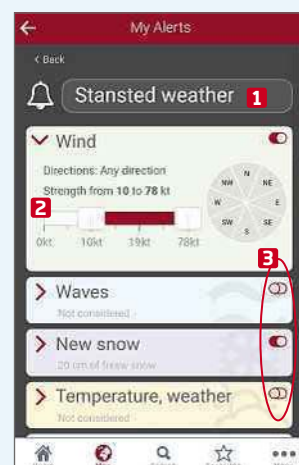 My Alerts
< Back
Stansted weather 1
Wind
Directions: Any direction
Strength from 10 to 78 kt
2
0kt 10kt 19kt 78kt
N
NE
E
SE
S
SW
W
NW
3
Waves
Not considered
New snow
20 cm of fresh snow
Temperature, weather
Not considered